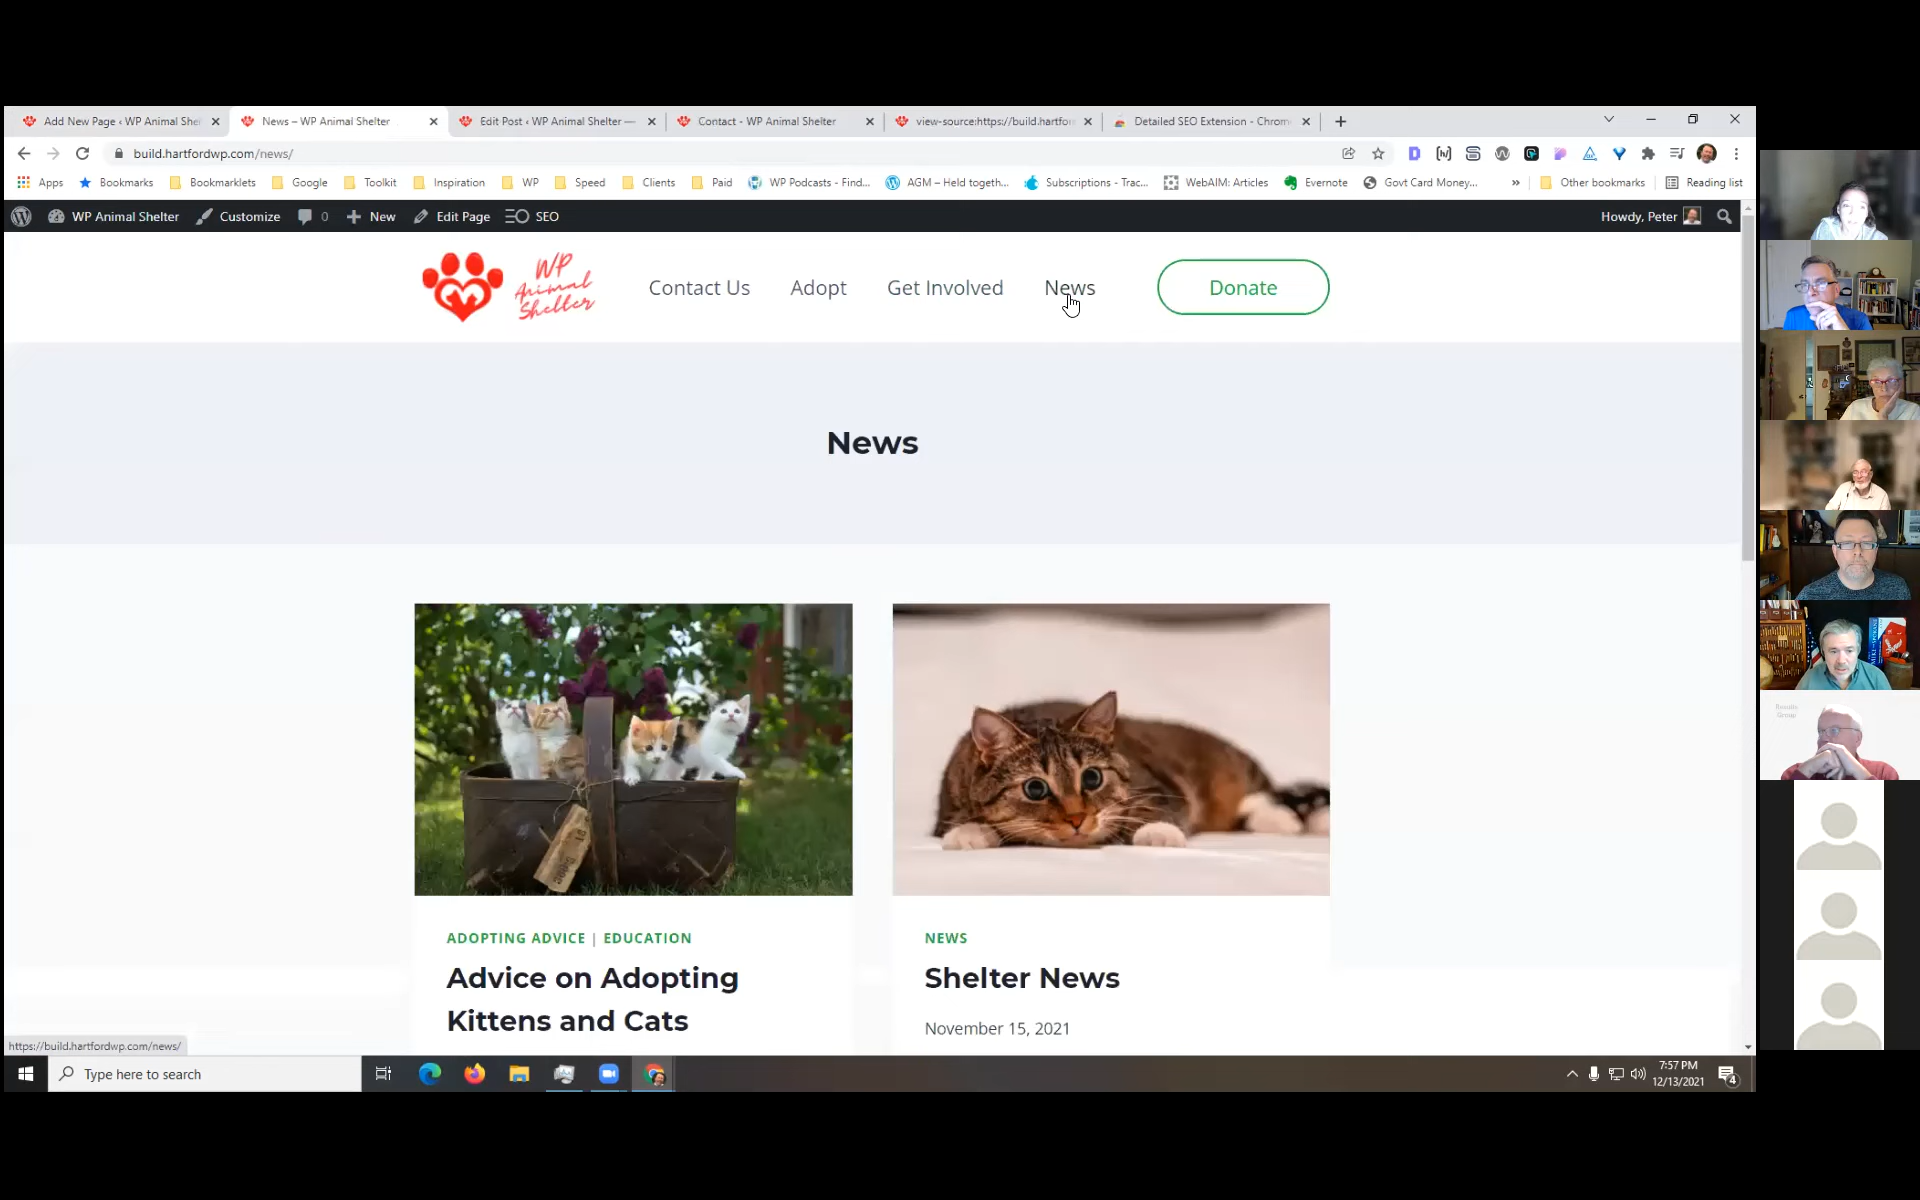 Add New Page ‹ WP Animal Shel
News – WP Animal Shelter
Edit Post ‹ WP Animal Shelter —
Contact - WP Animal Shelter
view-source:https://build.hartfor
Detailed SEO Extension - Chrom
build.hartfordwp.com/news/
Apps
Bookmarks
Bookmarklets
Google
Toolkit
Inspiration
WP
Speed
Clients
Paid
WP Podcasts - Find...
AGM – Held togeth...
Subscriptions - Trac...
WebAIM: Articles
Evernote
Govt Card Money...
»
Other bookmarks
Reading list
WP Animal Shelter
Customize
0
New
Edit Page
SEO
Howdy, Peter
WP Animal Shelter
Contact Us
Adopt
Get Involved
News
Donate
News
ADOPTING ADVICE | EDUCATION
Advice on Adopting
Kittens and Cats
NEWS
Shelter News
November 15, 2021
https://build.hartfordwp.com/news/
Type here to search
7:57 PM
12/13/2021
4
Results
Group